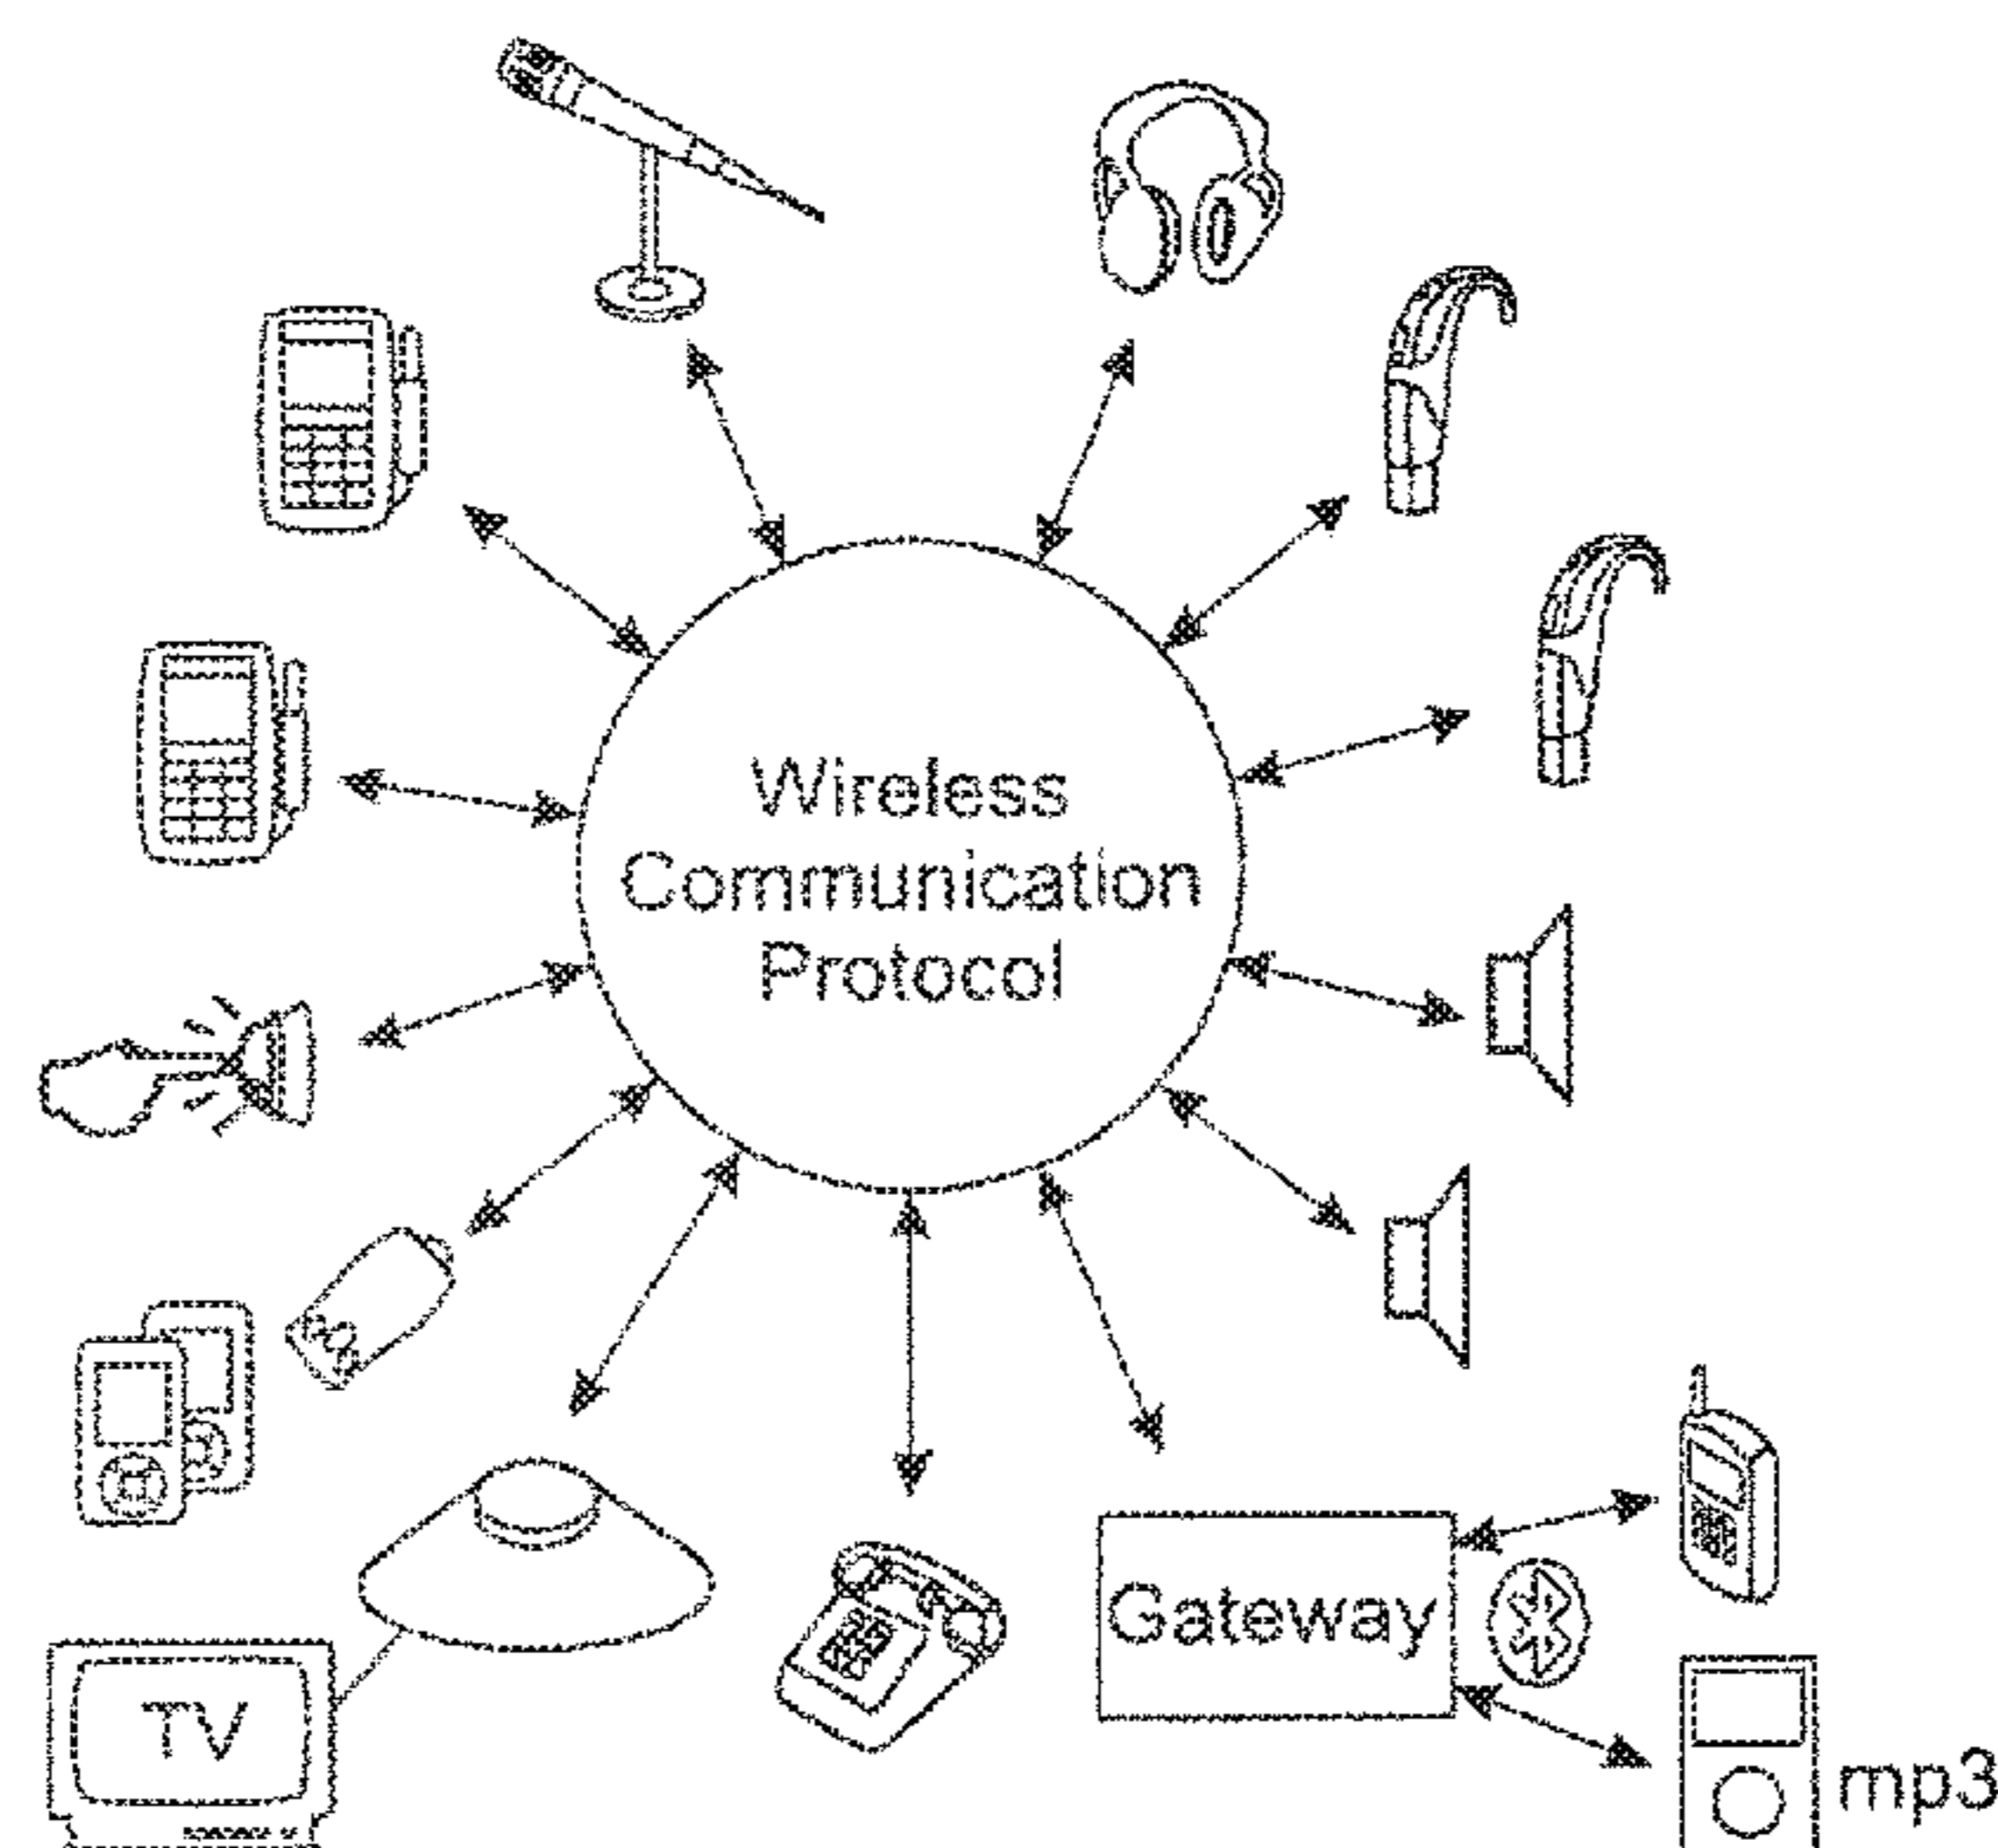 Wireless
Communication
Protocol
Gateway
TV
mp3